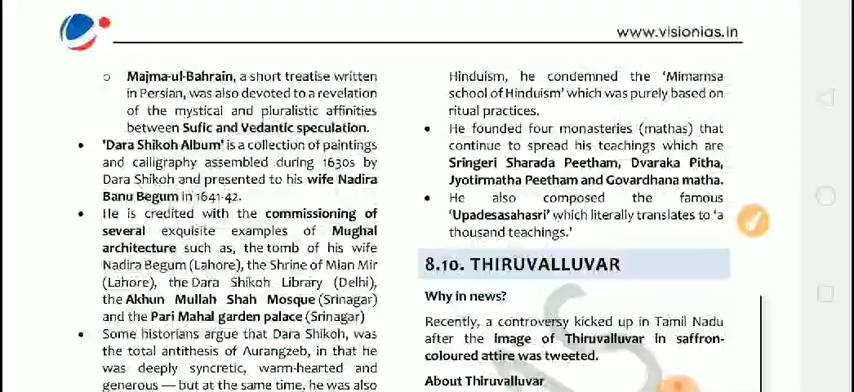 www.visionias.in
o Majma-ul-Bahrain, a short treatise written
in Persian, was also devoted to a revelation
of the mystical and pluralistic affinities
between Sufic and Vedantic speculation.
• 'Dara Shikoh Album' is a collection of paintings
and calligraphy assembled during 1630s by
Dara Shikoh and presented to his wife Nadira
Banu Begum in 1641-42.
• He is credited with the commissioning of
several exquisite examples of Mughal
architecture such as, the tomb of his wife
Nadira Begum (Lahore), the Shrine of Mian Mir
(Lahore), the Dara Shikoh Library (Delhi),
the Akhun Mullah Shah Mosque (Srinagar)
and the Pari Mahal garden palace (Srinagar)
• Some historians argue that Dara Shikoh, was
the total antithesis of Aurangzeb, in that he
was deeply syncretic, warm-hearted and
generous — but at the same time, he was also
Hinduism, he condemned the 'Mimamsa
school of Hinduism' which was purely based on
ritual practices.
• He founded four monasteries (mathas) that
continue to spread his teachings which are
Sringeri Sharada Peetham, Dvaraka Pitha,
Jyotirmatha Peetham and Govardhana matha.
• He also composed the famous
'Upadesasahasri' which literally translates to 'a
thousand teachings.'
8.10. THIRUVALLUVAR
Why in news?
Recently, a controversy kicked up in Tamil Nadu
after the image of Thiruvalluvar in saffron-
coloured attire was tweeted.
About Thiruvalluvar